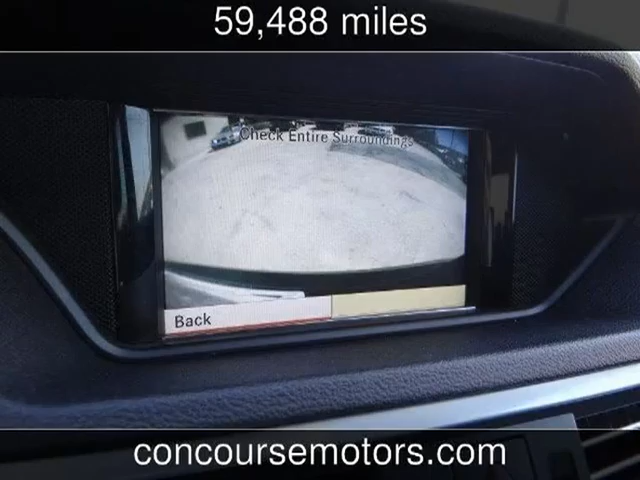 59,488 miles
Check Entire Surroundings
Back
concoursemotors.com